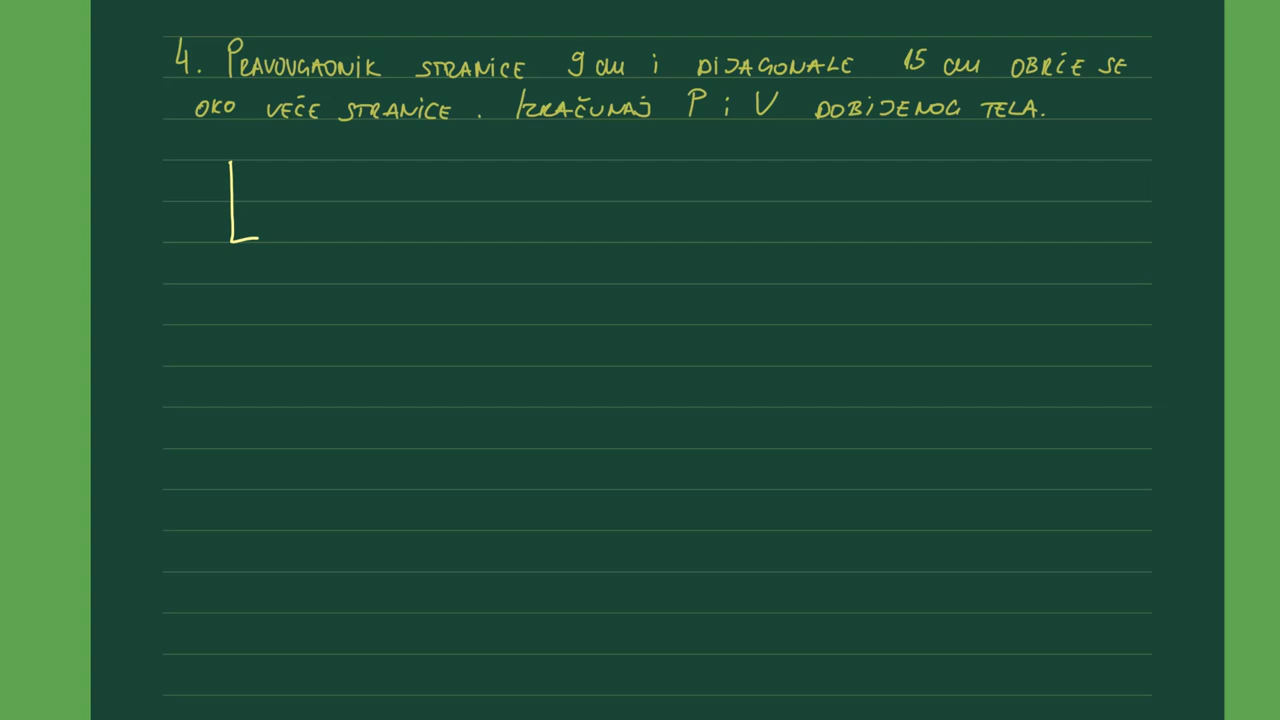 4. PRAVOUGAONIK STRANICE 9 cm i DIJAGONALE 15 cm OBRĆE SE
OKO VEĆE STRANICE. IZRAČUNAJ P i V DOBIJENOG TELA.